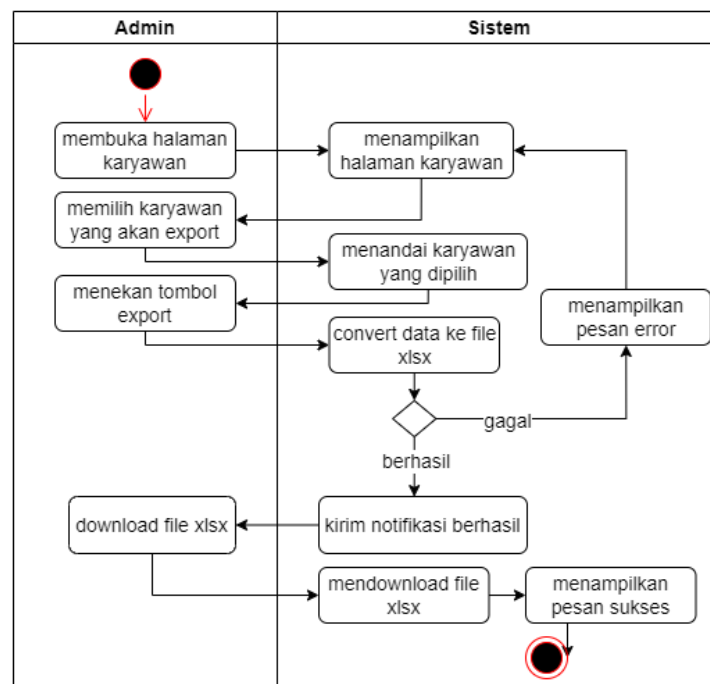 Admin
Sistem
membuka halaman
karyawan
menampilkan
halaman karyawan
memilih karyawan
yang akan export
menandai karyawan
yang dipilih
menekan tombol
export
menampilkan
pesan error
convert data ke file
xlsx
gagal
berhasil
download file xlsx
kirim notifikasi berhasil
mendownload file
xlsx
menampilkan
pesan sukses